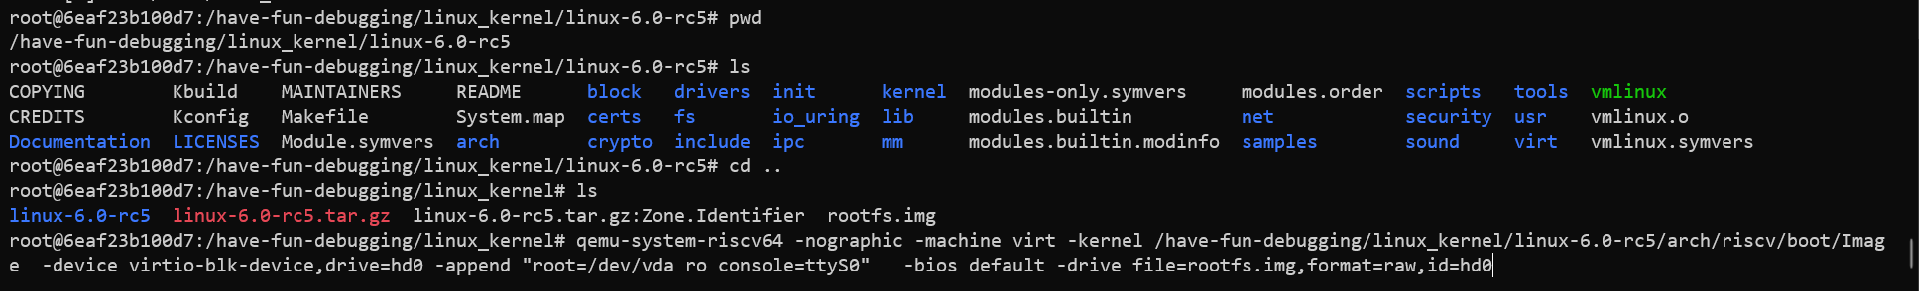 root@6eaf23b100d7:/have-fun-debugging/linux_kernel/linux-6.0-rc5# pwd
/have-fun-debugging/linux_kernel/linux-6.0-rc5
root@6eaf23b100d7:/have-fun-debugging/linux_kernel/linux-6.0-rc5# ls
COPYING Kbuild MAINTAINERS README block drivers init kernel modules-only.symvers modules.order scripts tools vmlinux
CREDITS Kconfig Makefile System.map certs fs io_uring lib modules.builtin net security usr vmlinux.o
Documentation LICENSES Module.symvers arch crypto include ipc mm modules.builtin.modinfo samples sound virt vmlinux.symvers
root@6eaf23b100d7:/have-fun-debugging/linux_kernel/linux-6.0-rc5# cd ..
root@6eaf23b100d7:/have-fun-debugging/linux_kernel# ls
linux-6.0-rc5 linux-6.0-rc5.tar.gz linux-6.0-rc5.tar.gz:Zone.Identifier rootfs.img
root@6eaf23b100d7:/have-fun-debugging/linux_kernel# qemu-system-riscv64 -nographic -machine virt -kernel /have-fun-debugging/linux_kernel/linux-6.0-rc5/arch/riscv/boot/Imag
e -device virtio-blk-device,drive=hd0 -append "root=/dev/vda ro console=ttyS0" -bios default -drive file=rootfs.img,format=raw,id=hd0